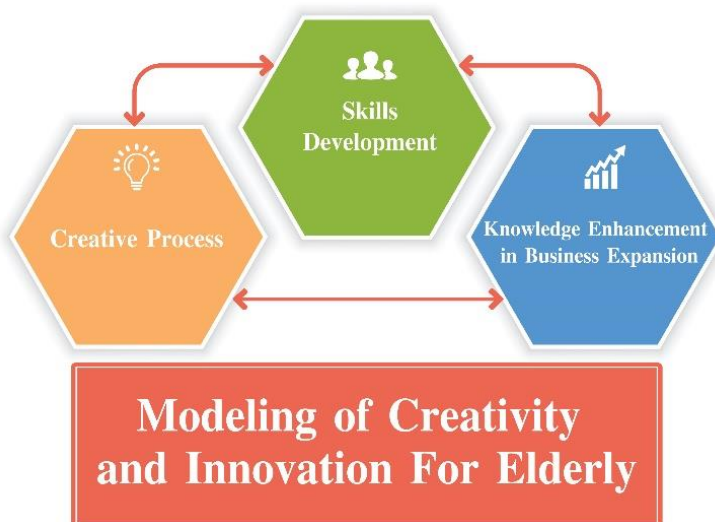 Skills
Development
Creative Process
Knowledge Enhancement
in Business Expansion
Modeling of Creativity
and Innovation For Elderly